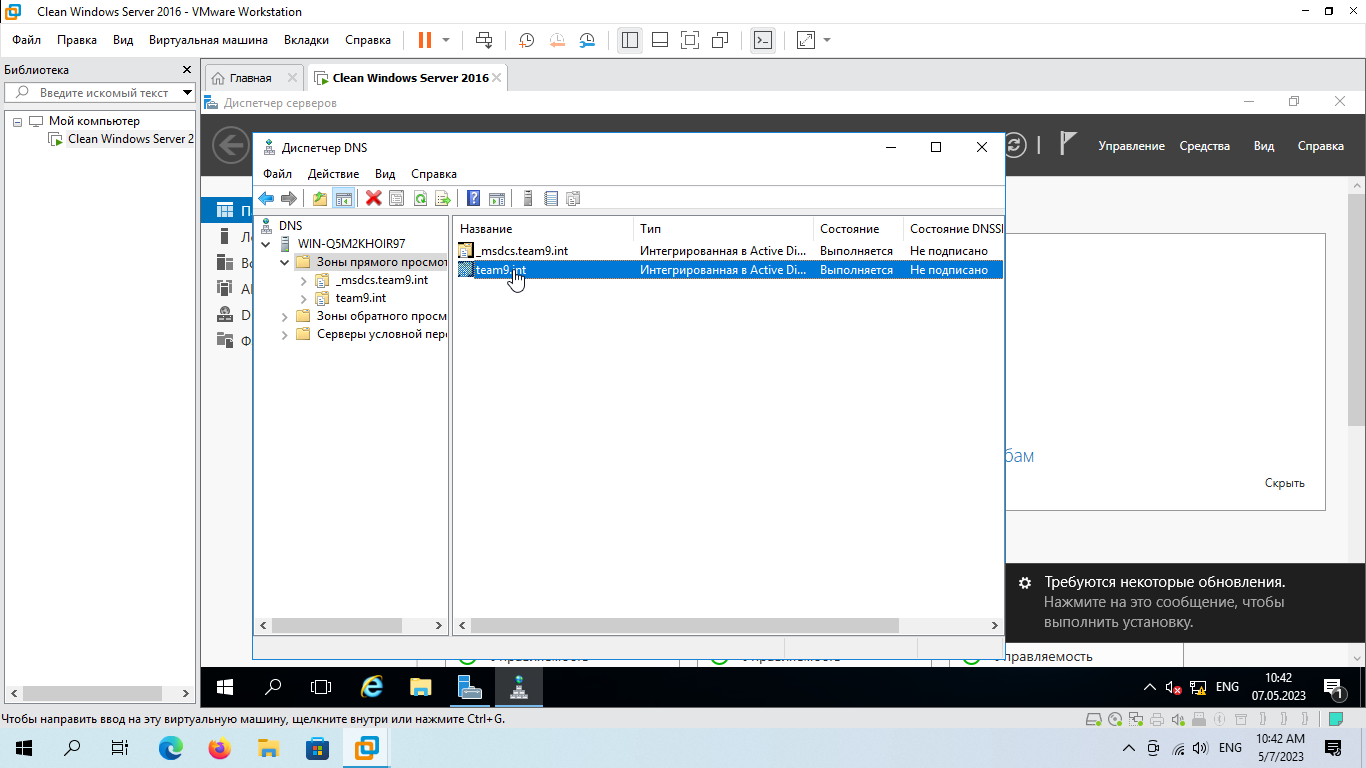 Clean Windows Server 2016 - VMware Workstation
Файл Правка Вид Виртуальная машина Вкладки Справка
Библиотека
Введите искомый текст
Мой компьютер
Clean Windows Server 2
Главная
Clean Windows Server 2016
Диспетчер серверов
Управление Средства Вид Справка
Диспетчер DNS
Файл Действие Вид Справка
DNS
WIN-Q5M2KHOIR97
Зоны прямого просмот
_msdcs.team9.int
team9.int
Зоны обратного просм
Серверы условной пере
Название Тип Состояние Состояние DNSSI
_msdcs.team9.int Интегрированная в Active Di... Выполняется Не подписано
team9.int Интегрированная в Active Di... Выполняется Не подписано
П
Л
В
D
Ф
бам
Скрыть
Требуются некоторые обновления.
Нажмите на это сообщение, чтобы
выполнить установку.
правляемость
ENG
10:42
07.05.2023
1
Чтобы направить ввод на эту виртуальную машину, щелкните внутри или нажмите Ctrl+G.
ENG
10:42 AM
5/7/2023